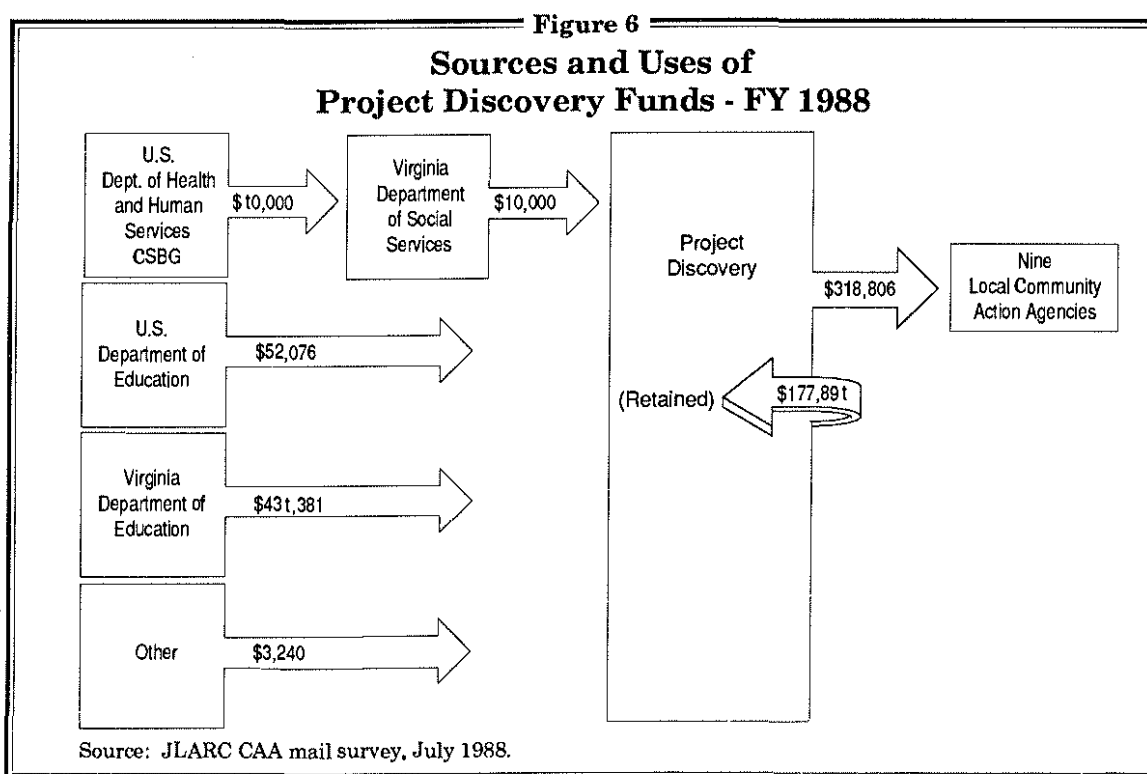 Figure 6
Sources and Uses of
Project Discovery Funds - FY 1988
U.S.
Dept. of Health
and Human
Services
CSBG
$10,000
Virginia
Department
of Social
Services
$10,000
Project
Discovery
$318,806
Nine
Local Community
Action Agencies
U.S.
Department of
Education
$52,076
(Retained)
$177,89t
Virginia
Department of
Education
$43t,381
Other
$3,240
Source: JLARC CAA mail survey, July 1988.